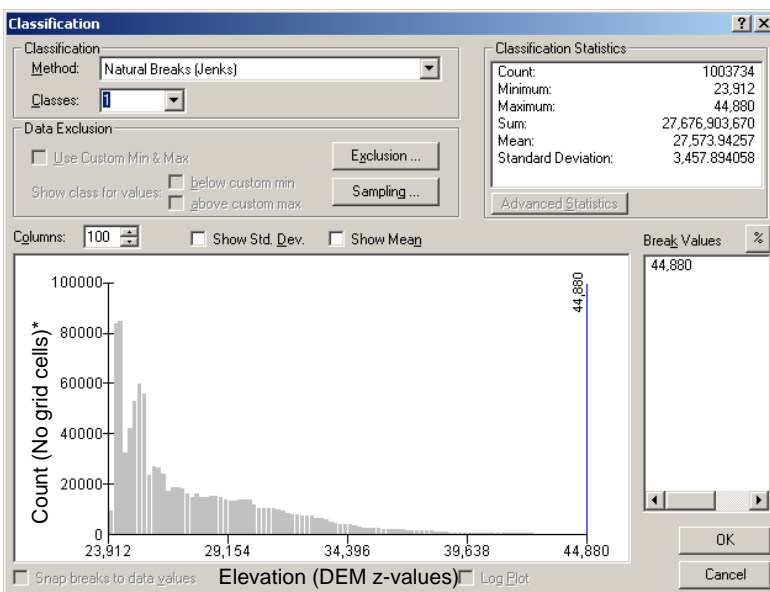 Classification
Classification
Method: Natural Breaks (Jenks)
Classes: 1
Data Exclusion
Use Custom Min & Max
Exclusion ...
Show class for values:
below custom min
above custom max
Sampling ...
Classification Statistics
Count: 1003734
Minimum: 23,912
Maximum: 44,880
Sum: 27,676,903,670
Mean: 27,573.94257
Standard Deviation: 3,457.894058
Advanced Statistics
Columns: 100
Show Std. Dev.
Show Mean
Break Values
%
44,880
Count (No grid cells)*
100000
80000
60000
40000
20000
0
44,880
23,912
29,154
34,396
39,638
44,880
Elevation (DEM z-values)
Snap breaks to data values
Log Plot
OK
Cancel